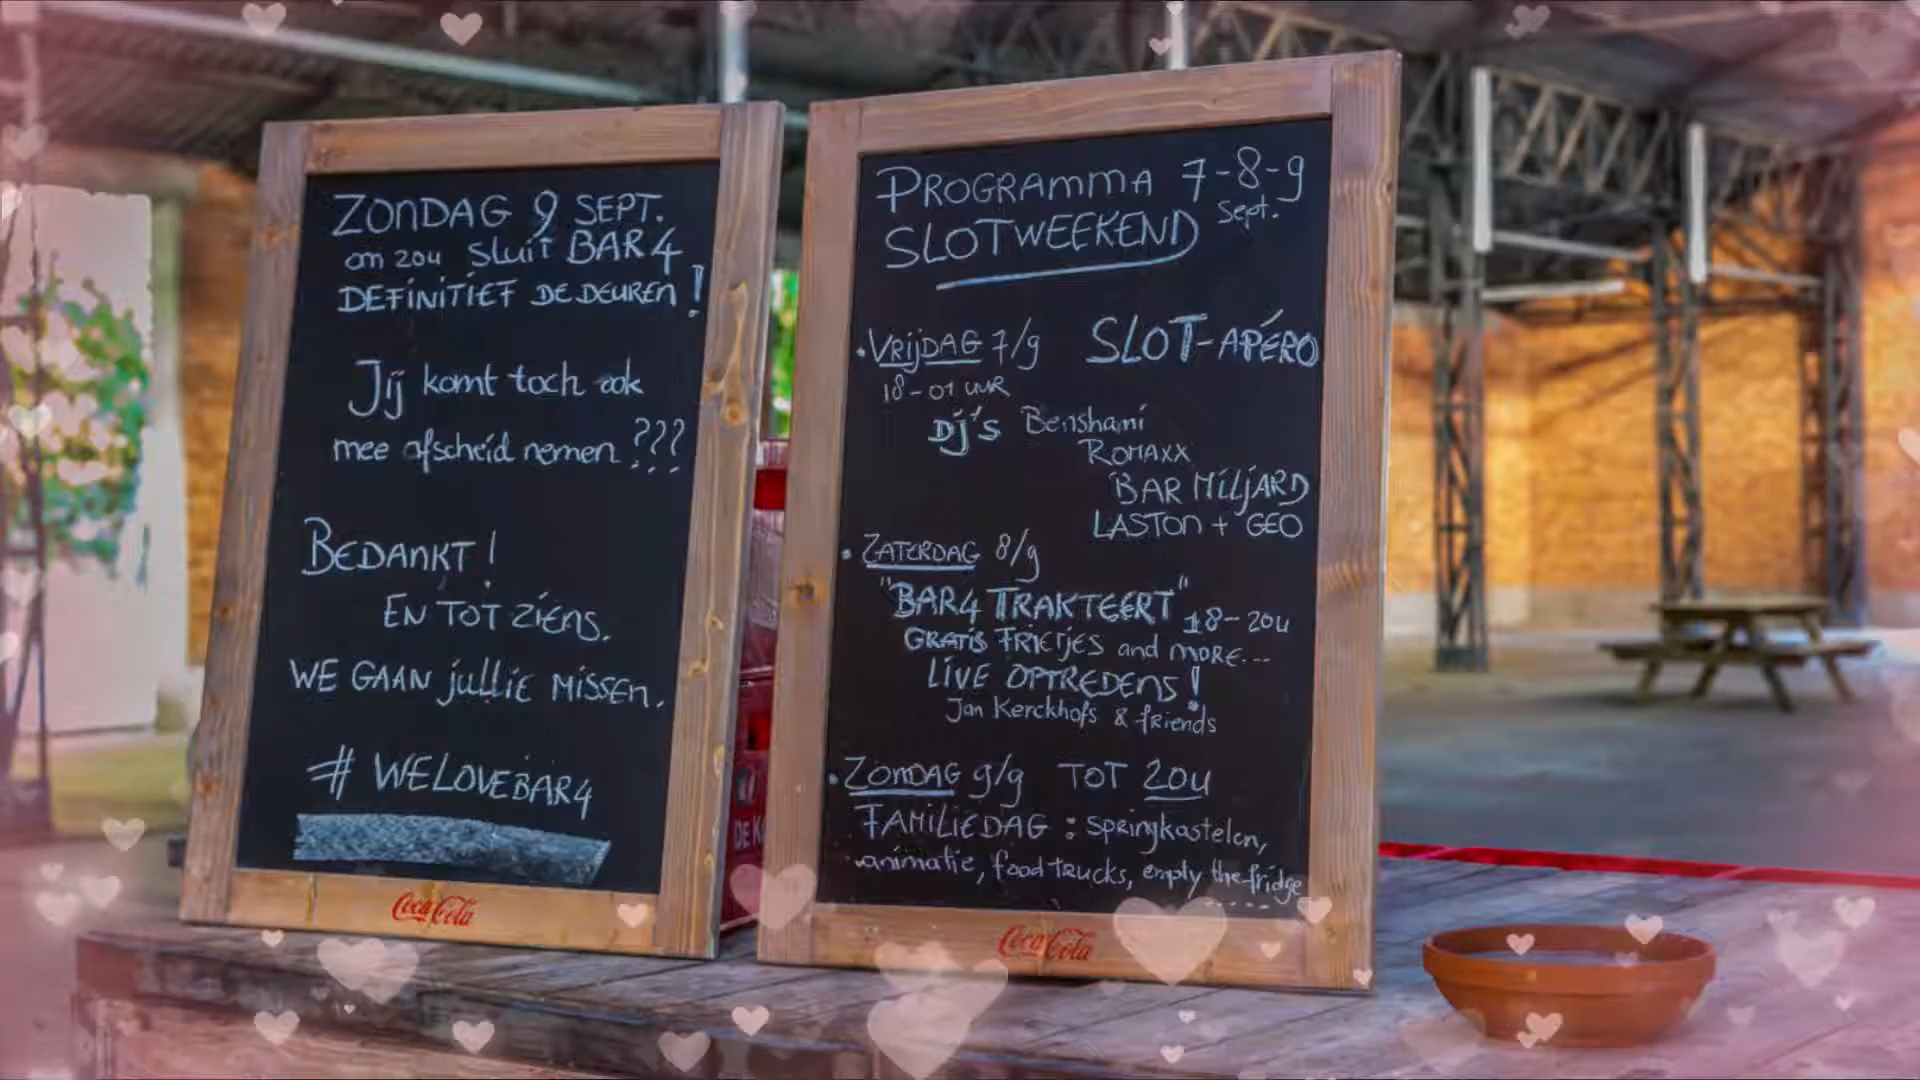 ZONDAG 9 SEPT.
om 20u sluit BAR 4
DEFINITIEF DE DEUREN !
Jij komt toch ook
mee afscheid nemen ???
BEDANKT !
EN TOT ZIENS.
WE GAAN jullie MISSEN.
# WELOVEBAR4
Coca-Cola
PROGRAMMA 7-8-9
Sept.
SLOTWEEKEND
• VRIJDAG 7/9 SLOT-APÉRO
18-01 UUR
Dj's Benshami
ROMAXX
BAR MILJARD
LASTON + GEO
• ZATERDAG 8/9
"BAR4 TRAKTEERT" 18-20u
GRATIS FRIETJES and MORE...
LIVE OPTREDENS !
Jan Kerckhofs & friends
• ZONDAG 9/9 TOT 20u
FAMILIEDAG : springkastelen,
animatie, food trucks, empty the fridge
.....
Coca-Cola